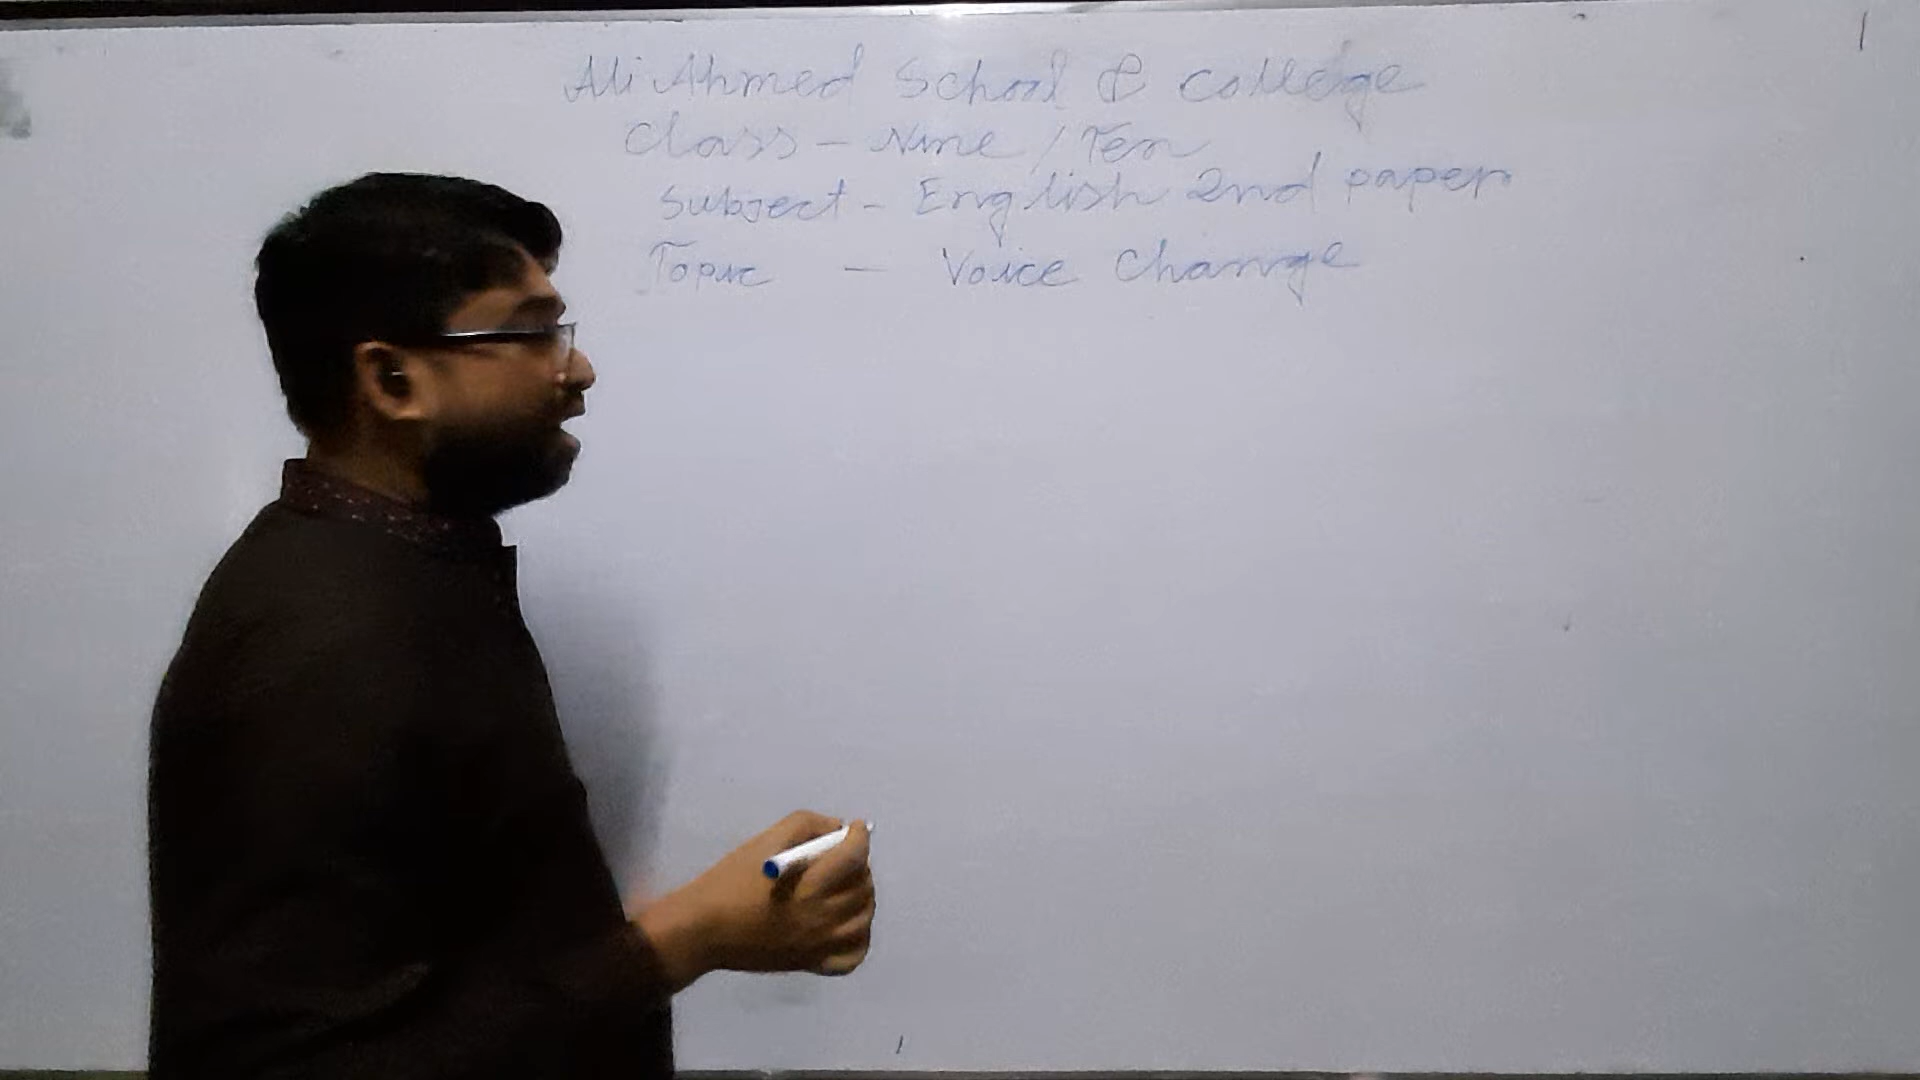 Ali Ahmed School & College
Class - Nine / Ten
Subject - English 2nd paper
Topic - Voice Change